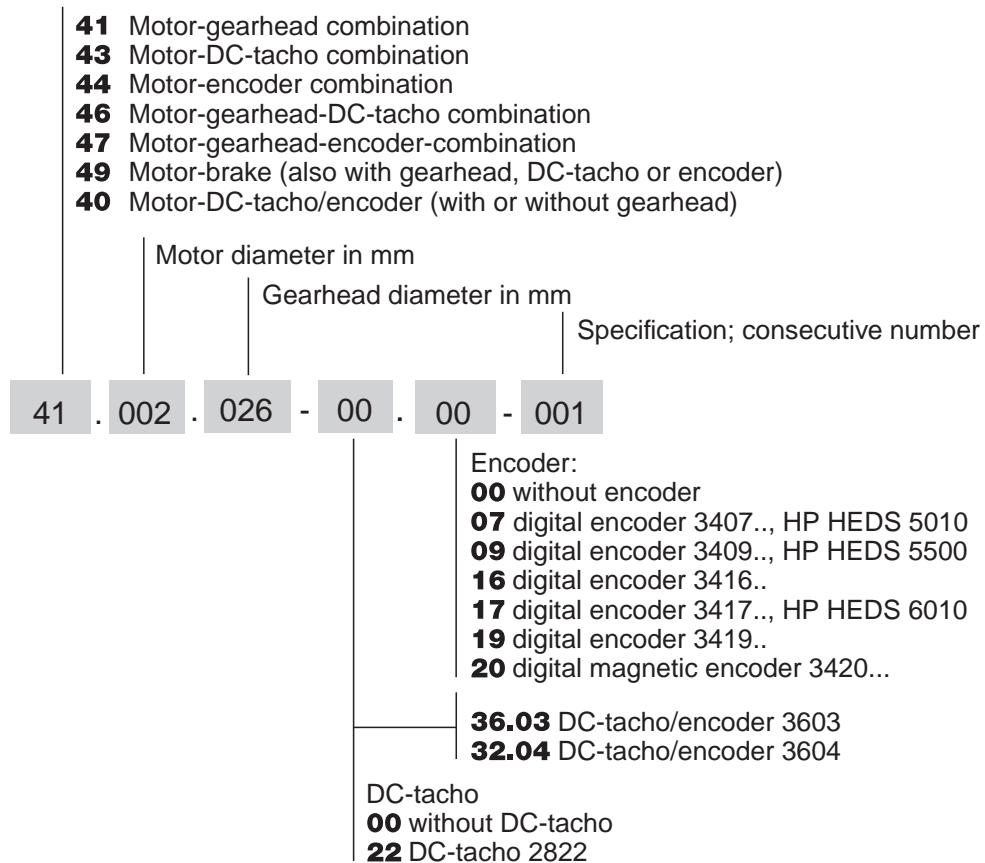 41 Motor-gearhead combination
43 Motor-DC-tacho combination
44 Motor-encoder combination
46 Motor-gearhead-DC-tacho combination
47 Motor-gearhead-encoder-combination
49 Motor-brake (also with gearhead, DC-tacho or encoder)
40 Motor-DC-tacho/encoder (with or without gearhead)
Motor diameter in mm
Gearhead diameter in mm
Specification; consecutive number
41 . 002 . 026 - 00 . 00 - 001
Encoder:
00 without encoder
07 digital encoder 3407.., HP HEDS 5010
09 digital encoder 3409.., HP HEDS 5500
16 digital encoder 3416..
17 digital encoder 3417.., HP HEDS 6010
19 digital encoder 3419..
20 digital magnetic encoder 3420...
36.03 DC-tacho/encoder 3603
32.04 DC-tacho/encoder 3604
DC-tacho
00 without DC-tacho
22 DC-tacho 2822